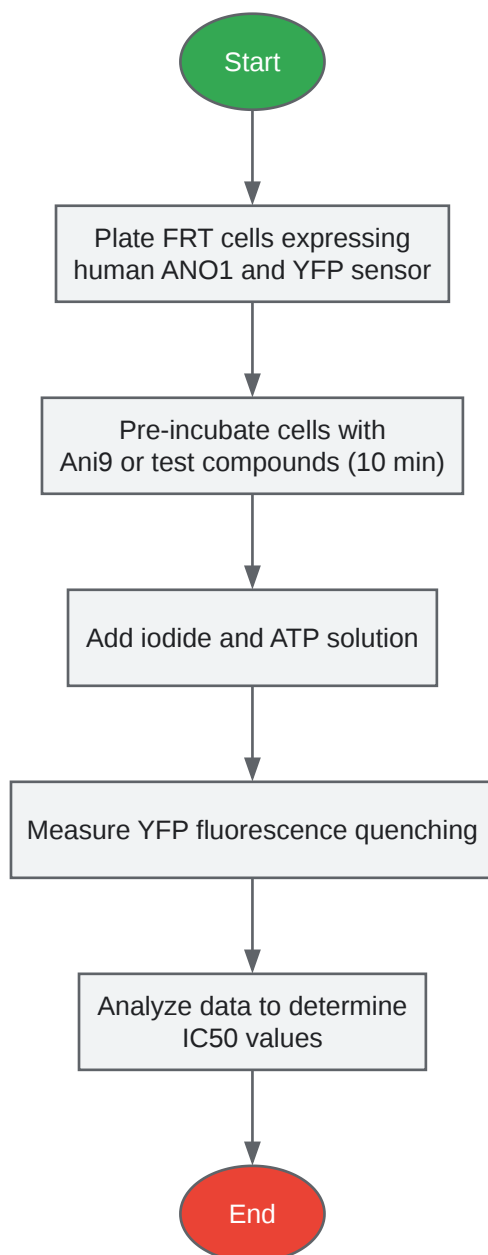 Start
Plate FRT cells expressing
human ANO1 and YFP sensor
Pre-incubate cells with
Ani9 or test compounds (10 min)
Add iodide and ATP solution
Measure YFP fluorescence quenching
Analyze data to determine
IC50 values
End